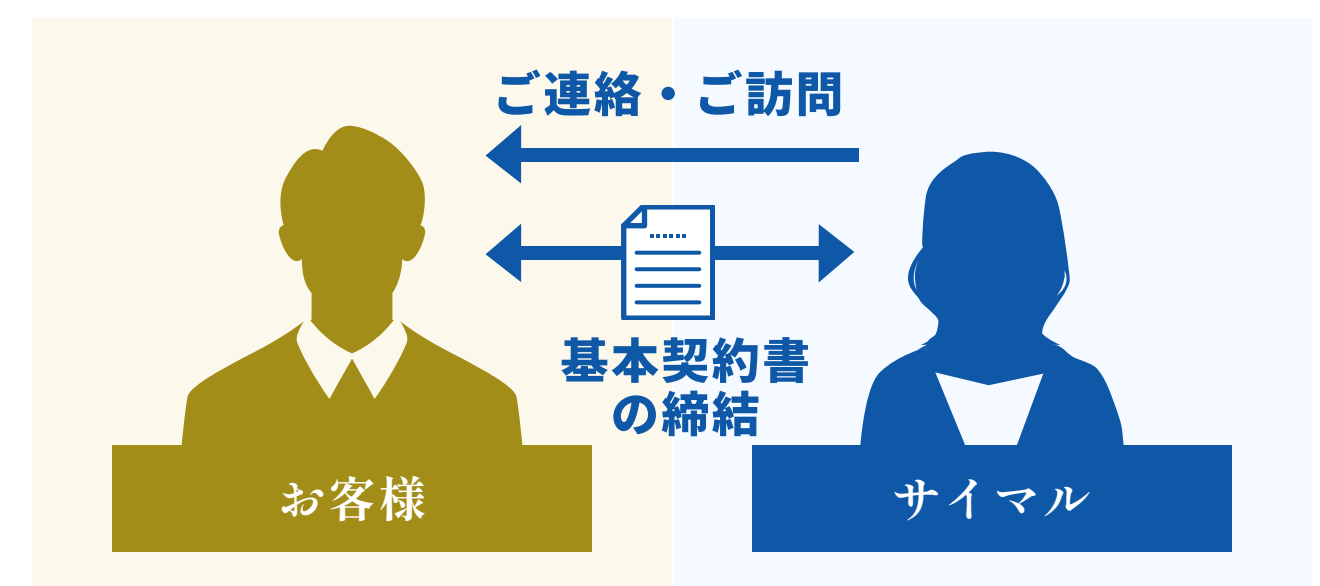 ご連絡・ご訪問
基本契約書
の締結
お客様
サイマル